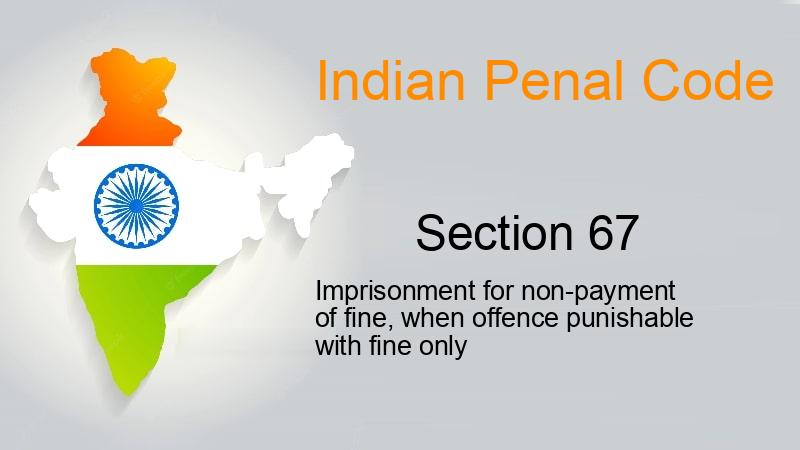 Indian Penal Code
Section 67
Imprisonment for non-payment
of fine, when offence punishable
with fine only